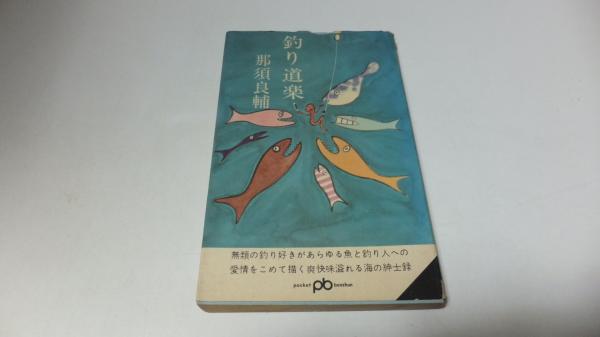 釣り道楽
那須良輔
無類の釣り好きがあらゆる魚と釣り人への
愛情をこめて描く爽快味溢れる海の紳士録
pocket pb bunshun